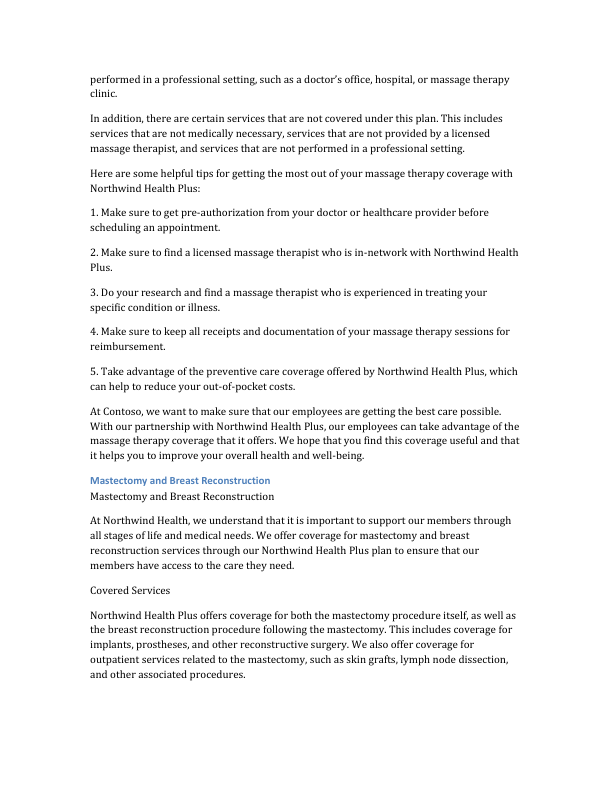 performed in a professional setting, such as a doctor’s office, hospital, or massage therapy
clinic.
In addition, there are certain services that are not covered under this plan. This includes
services that are not medically necessary, services that are not provided by a licensed
massage therapist, and services that are not performed in a professional setting.
Here are some helpful tips for getting the most out of your massage therapy coverage with
Northwind Health Plus:
1. Make sure to get pre-authorization from your doctor or healthcare provider before
scheduling an appointment.
2. Make sure to find a licensed massage therapist who is in-network with Northwind Health
Plus.
3. Do your research and find a massage therapist who is experienced in treating your
specific condition or illness.
4. Make sure to keep all receipts and documentation of your massage therapy sessions for
reimbursement.
5. Take advantage of the preventive care coverage offered by Northwind Health Plus, which
can help to reduce your out-of-pocket costs.
At Contoso, we want to make sure that our employees are getting the best care possible.
With our partnership with Northwind Health Plus, our employees can take advantage of the
massage therapy coverage that it offers. We hope that you find this coverage useful and that
it helps you to improve your overall health and well-being.
Mastectomy and Breast Reconstruction
Mastectomy and Breast Reconstruction
At Northwind Health, we understand that it is important to support our members through
all stages of life and medical needs. We offer coverage for mastectomy and breast
reconstruction services through our Northwind Health Plus plan to ensure that our
members have access to the care they need.
Covered Services
Northwind Health Plus offers coverage for both the mastectomy procedure itself, as well as
the breast reconstruction procedure following the mastectomy. This includes coverage for
implants, prostheses, and other reconstructive surgery. We also offer coverage for
outpatient services related to the mastectomy, such as skin grafts, lymph node dissection,
and other associated procedures.